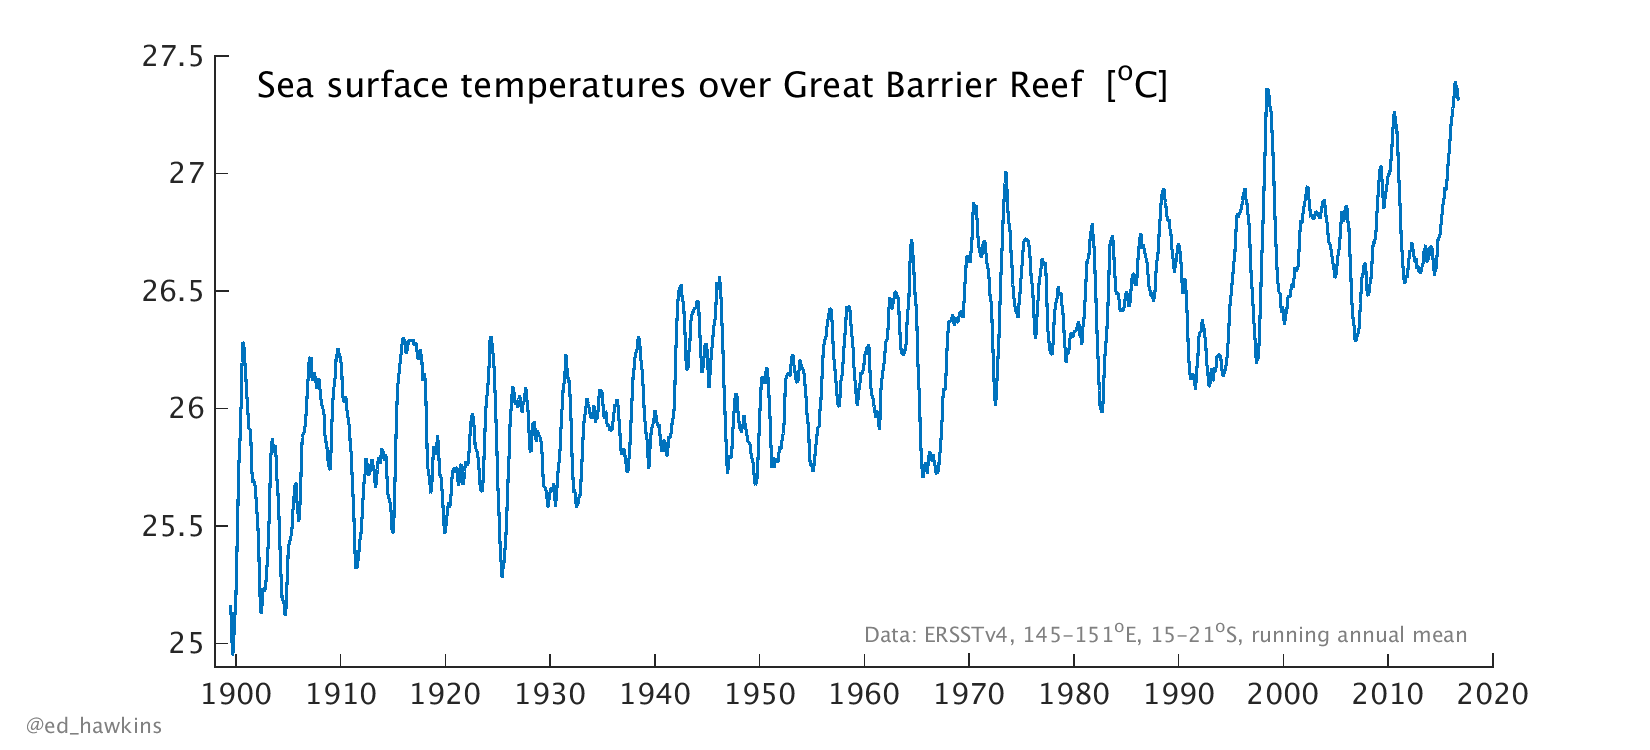 Sea surface temperatures over Great Barrier Reef [°C]
27.5
27
26.5
26
25.5
25
Data: ERSSTv4, 145-151°E, 15-21°S, running annual mean
1900 1910 1920 1930 1940 1950 1960 1970 1980 1990 2000 2010 2020
@ed_hawkins